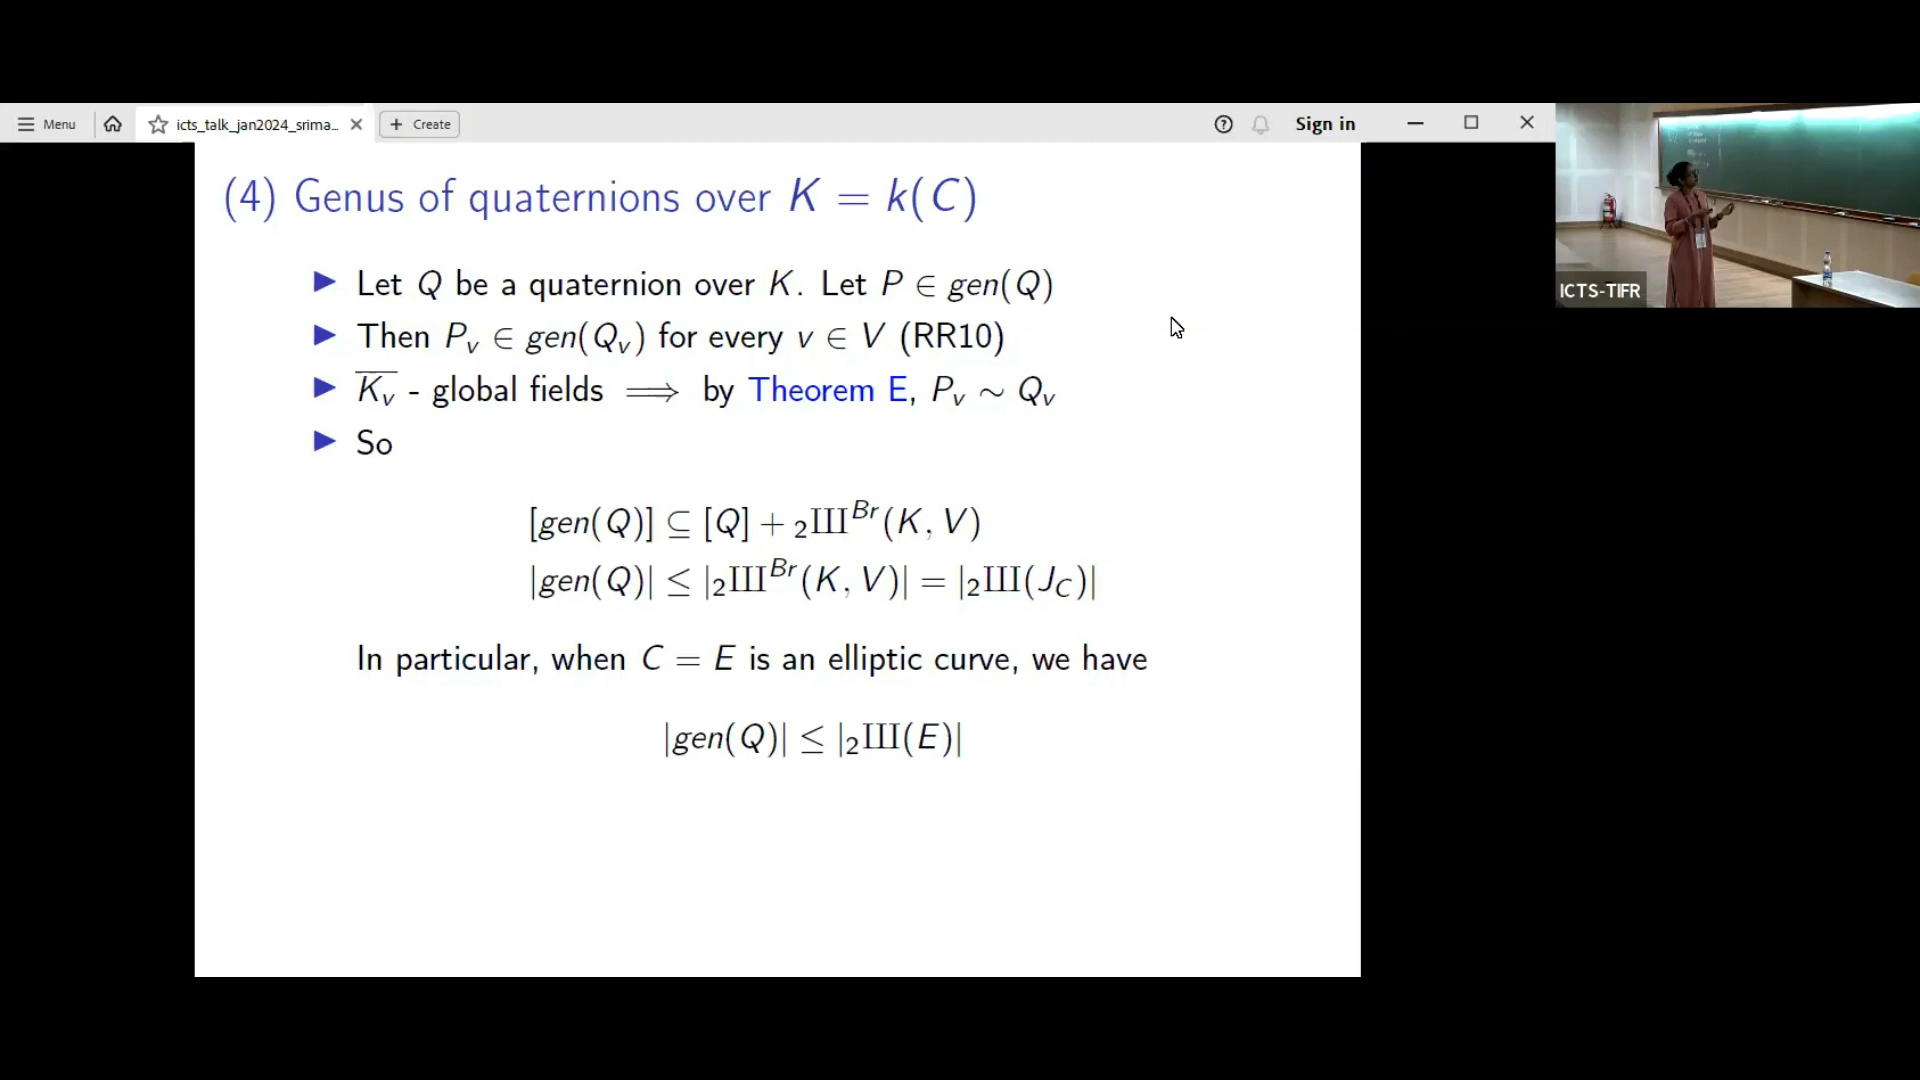 Menu
icts_talk_jan2024_srima...
Create
Sign in
ICTS-TIFR
(4) Genus of quaternions over K = k(C)
Let Q be a quaternion over K. Let P ∈ gen(Q)
Then P_v ∈ gen(Q_v) for every v ∈ V (RR10)
\overline{K_v} - global fields ⟹ by Theorem E, P_v ∼ Q_v
So
[gen(Q)] ⊆ [Q] + ₂Ш^{Br}(K, V)
|gen(Q)| ≤ |₂Ш^{Br}(K, V)| = |₂Ш(J_C)|
In particular, when C = E is an elliptic curve, we have
|gen(Q)| ≤ |₂Ш(E)|